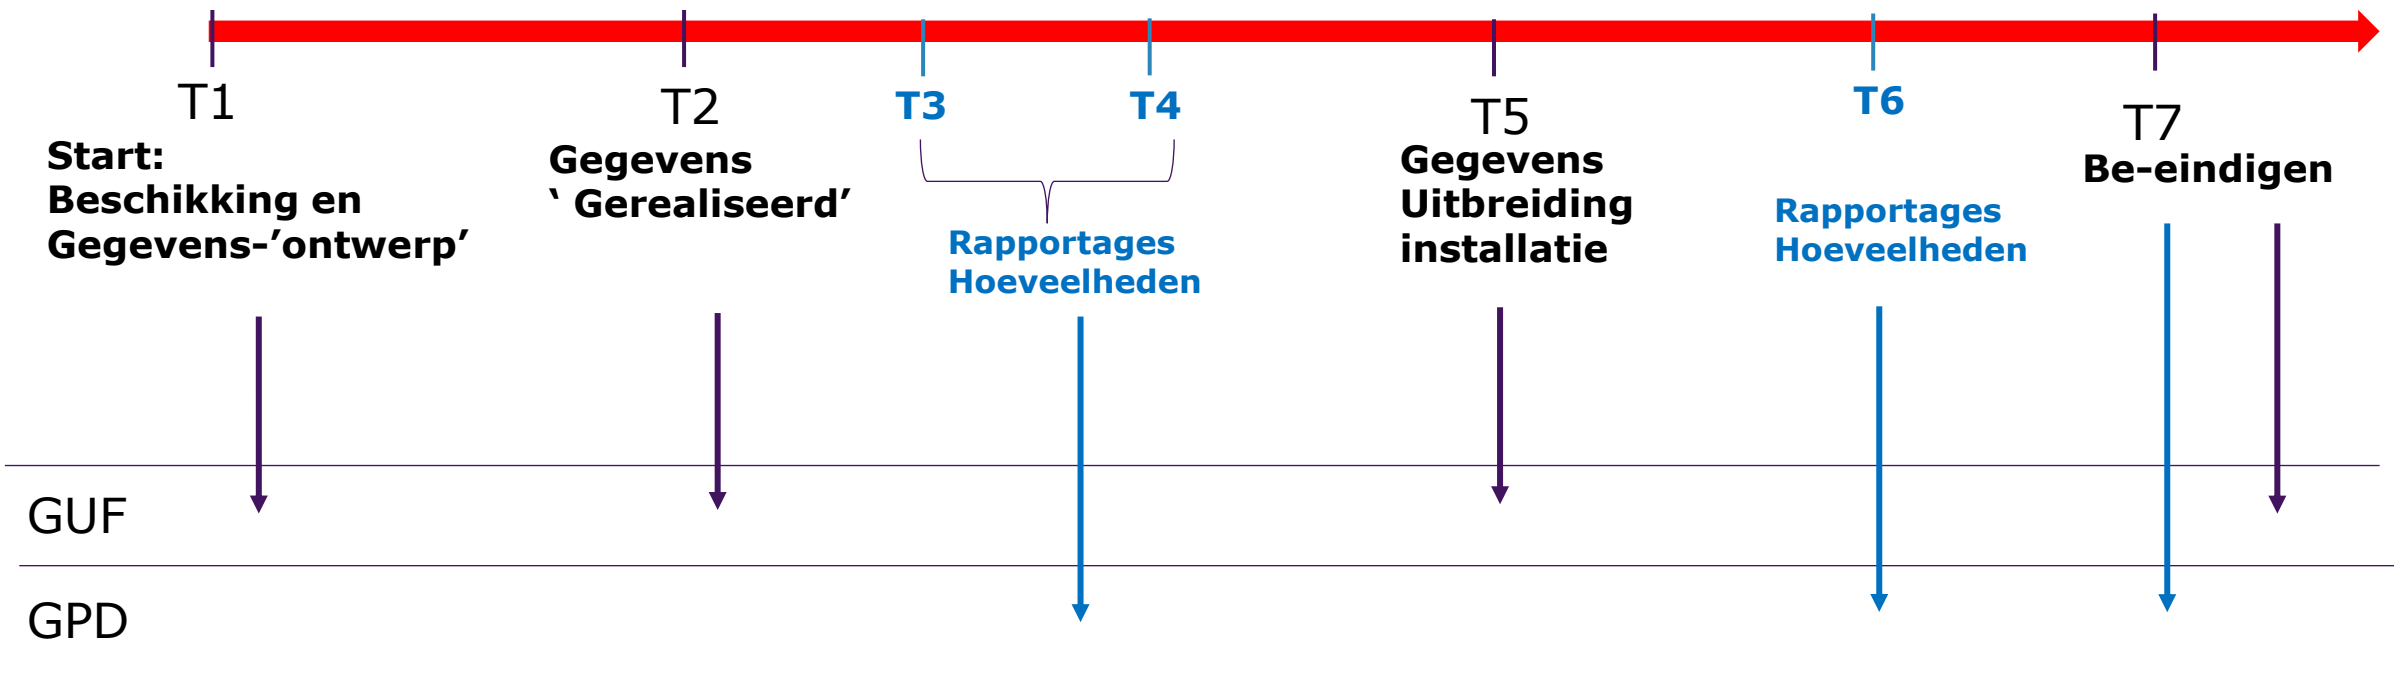 T1
Start:
Beschikking en
Gegevens-’ontwerp’
T2
Gegevens
‘ Gerealiseerd’
T3
T4
Rapportages
Hoeveelheden
T5
Gegevens
Uitbreiding
installatie
T6
Rapportages
Hoeveelheden
T7
Be-eindigen
GUF
GPD